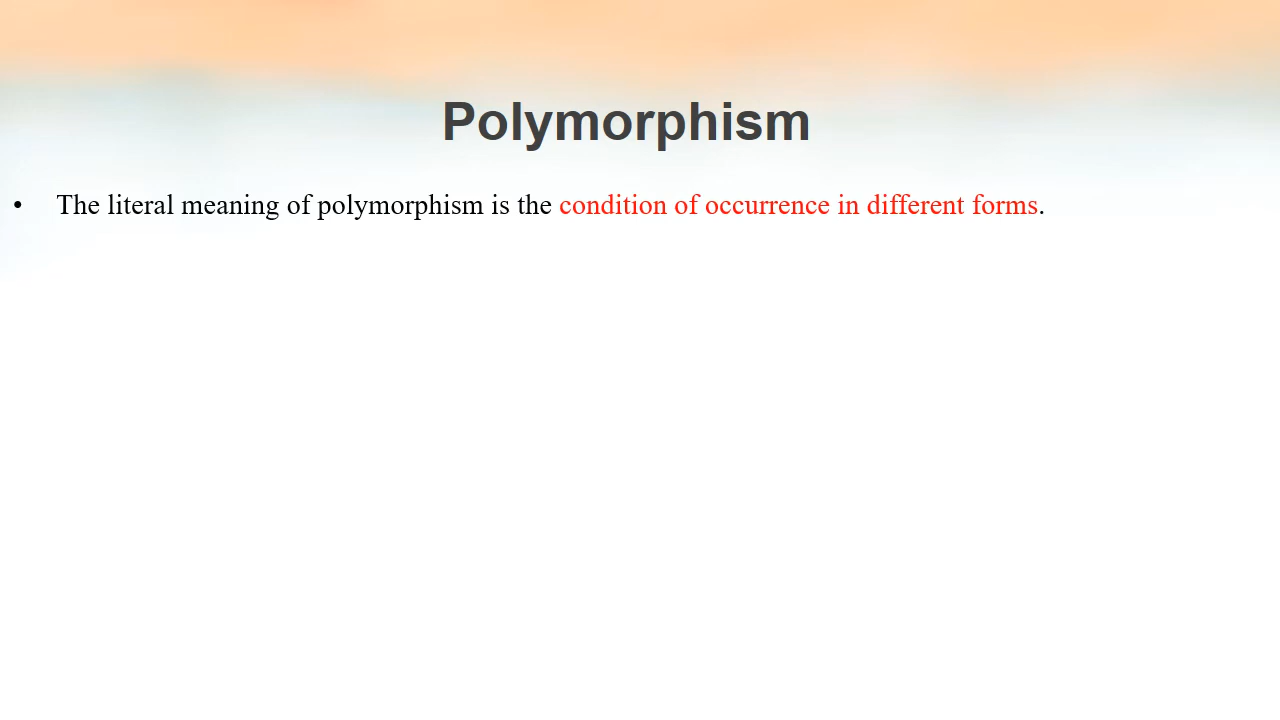 Polymorphism
• The literal meaning of polymorphism is the condition of occurrence in different forms.